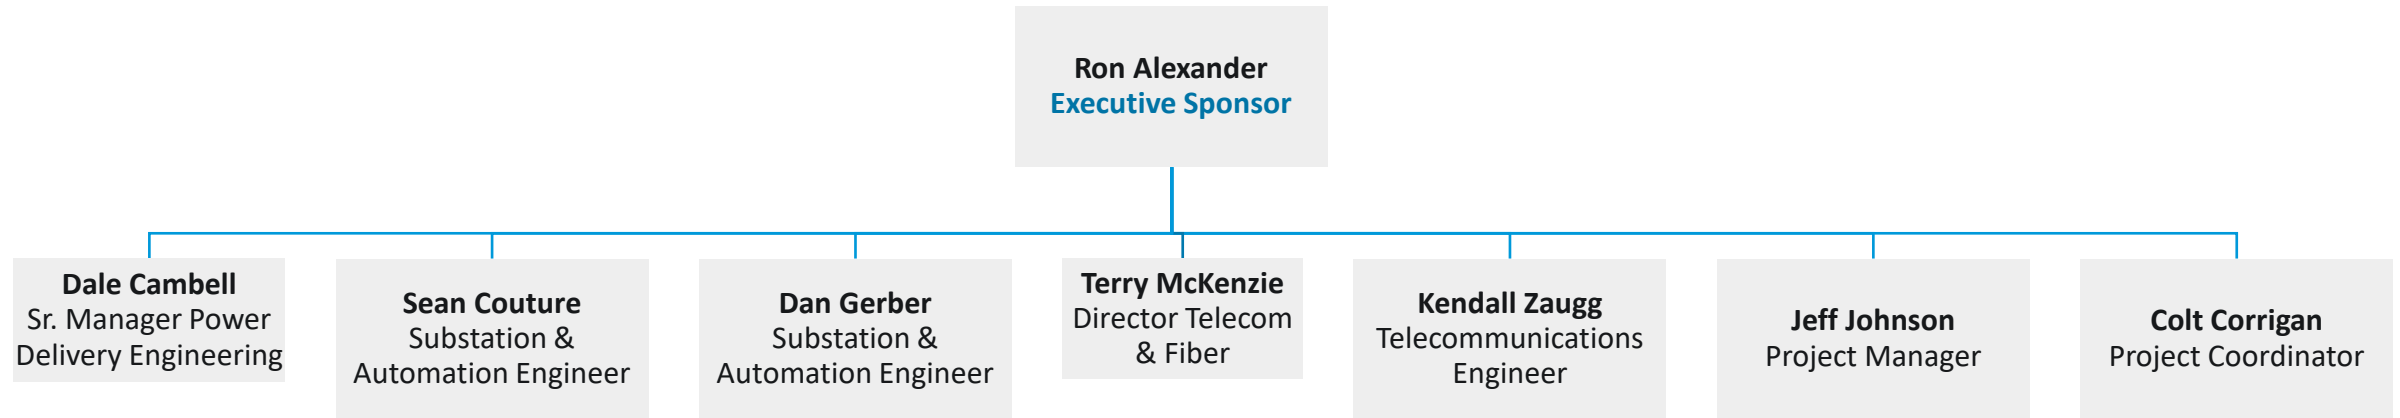 Ron Alexander
Executive Sponsor
Dale Cambell
Sr. Manager Power
Delivery Engineering
Sean Couture
Substation &
Automation Engineer
Dan Gerber
Substation &
Automation Engineer
Terry McKenzie
Director Telecom
& Fiber
Kendall Zaugg
Telecommunications
Engineer
Jeff Johnson
Project Manager
Colt Corrigan
Project Coordinator